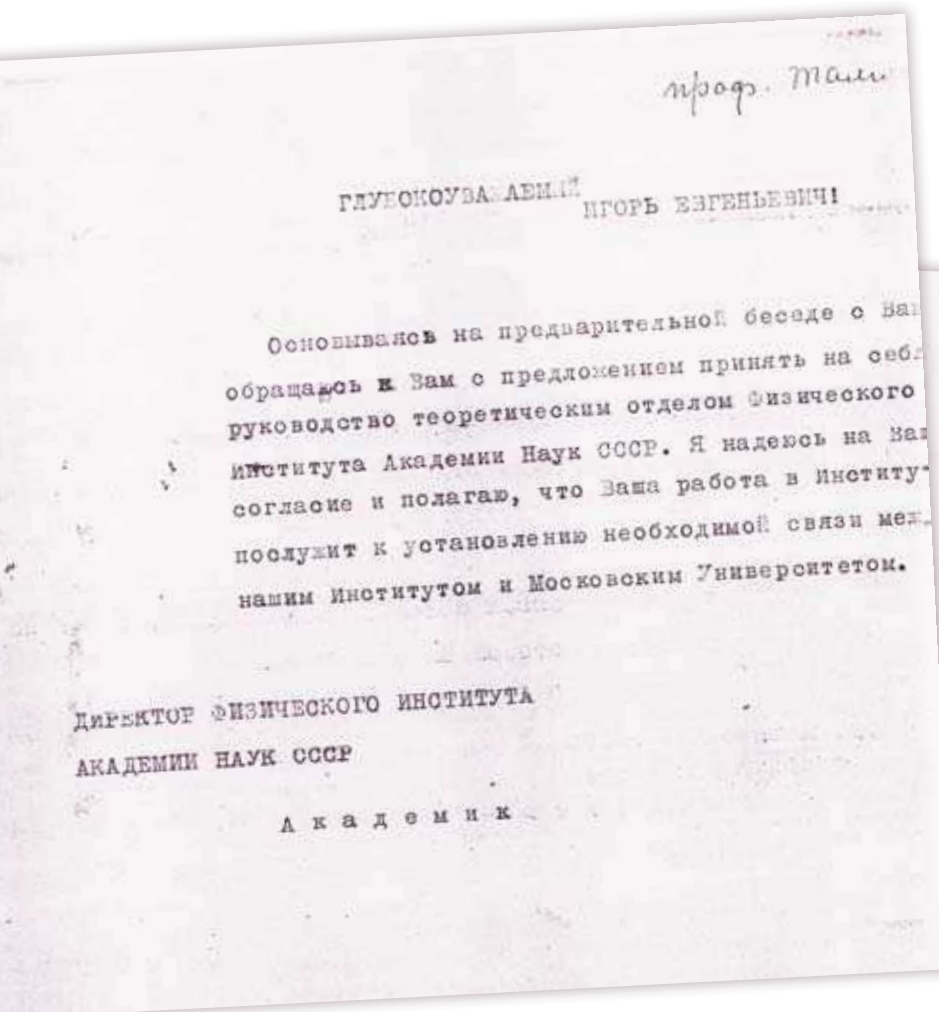 проф. Тамм
ГЛУБОКОУВАЖАЕМЫЙ
ИГОРЬ ЕВГЕНЬЕВИЧ!
Основываясь на предварительной беседе с Ва
обращаюсь к Вам с предложением принять на себя
руководство теоретическим отделом Физического
института Академии Наук СССР. Я надеюсь на Ваш
согласие и полагаю, что Ваша работа в Институт
послужит к установлению необходимой связи меж
нашим Институтом и Московским Университетом.
ДИРЕКТОР ФИЗИЧЕСКОГО ИНСТИТУТА
АКАДЕМИИ НАУК СССР
Академик